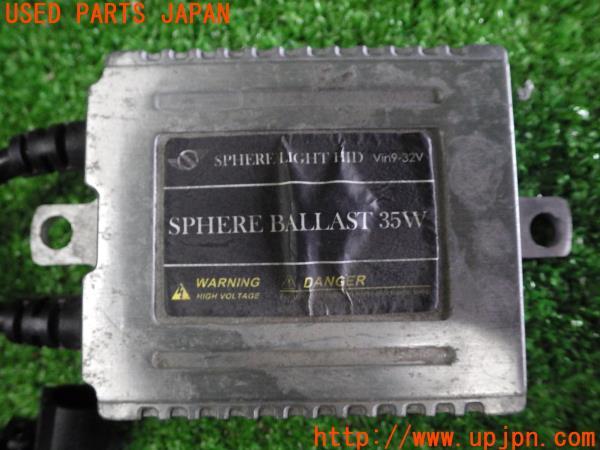 USED PARTS JAPAN
SPHERE LIGHT HID Vin9-32V
SPHERE BALLAST 35W
WARNING
HIGH VOLTAGE
DANGER
http://www.upjpn.com/